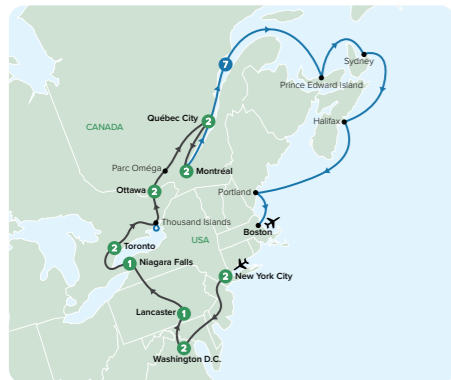 7
Sydney
Prince Edward Island
Québec City
2
Halifax
CANADA
Parc Oméga
2
Montréal
Ottawa
2
Portland
Thousand Islands
Boston
USA
2
Toronto
1
Niagara Falls
2
New York City
Lancaster
1
2
Washington D.C.